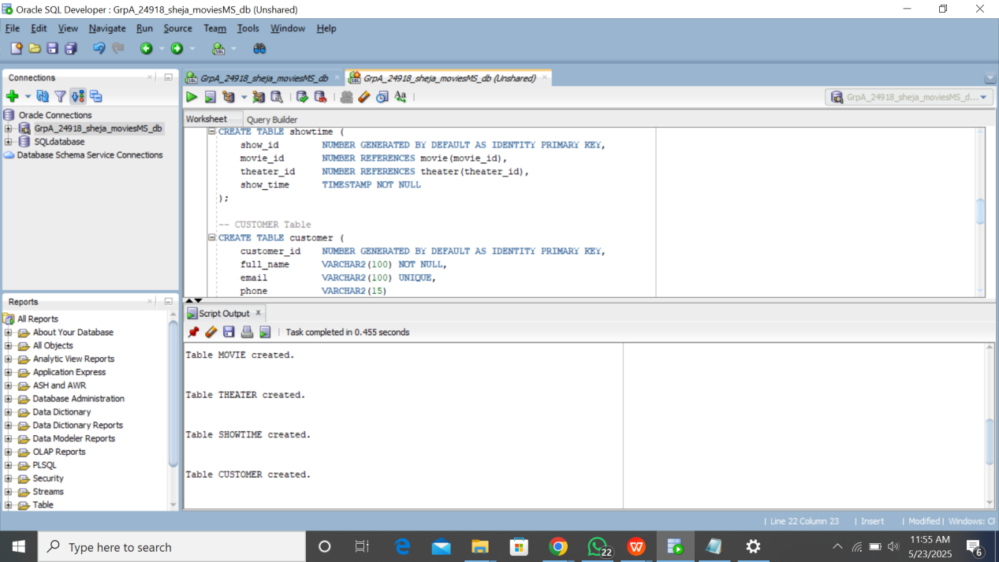 Oracle SQL Developer : GrpA_24918_sheja_moviesMS_db (Unshared)
File Edit View Navigate Run Source Team Tools Window Help
Connections
Oracle Connections
GrpA_24918_sheja_moviesMS_db
SQLdatabase
Database Schema Service Connections
Reports
All Reports
About Your Database
All Objects
Analytic View Reports
Application Express
ASH and AWR
Database Administration
Data Dictionary
Data Dictionary Reports
Data Modeler Reports
OLAP Reports
PLSQL
Security
Streams
Table
GrpA_24918_sheja_moviesMS_db
GrpA_24918_sheja_moviesMS_db (Unshared)
GrpA_24918_sheja_moviesMS_d...
Worksheet Query Builder
CREATE TABLE showtime (
show_id NUMBER GENERATED BY DEFAULT AS IDENTITY PRIMARY KEY,
movie_id NUMBER REFERENCES movie(movie_id),
theater_id NUMBER REFERENCES theater(theater_id),
show_time TIMESTAMP NOT NULL
);
-- CUSTOMER Table
CREATE TABLE customer (
customer_id NUMBER GENERATED BY DEFAULT AS IDENTITY PRIMARY KEY,
full_name VARCHAR2(100) NOT NULL,
email VARCHAR2(100) UNIQUE,
phone VARCHAR2(15)
Script Output x
Task completed in 0.455 seconds
Table MOVIE created.
Table THEATER created.
Table SHOWTIME created.
Table CUSTOMER created.
Line 22 Column 23 | Insert | Modified | Windows: C
Type here to search
22
11:55 AM
5/23/2025
6